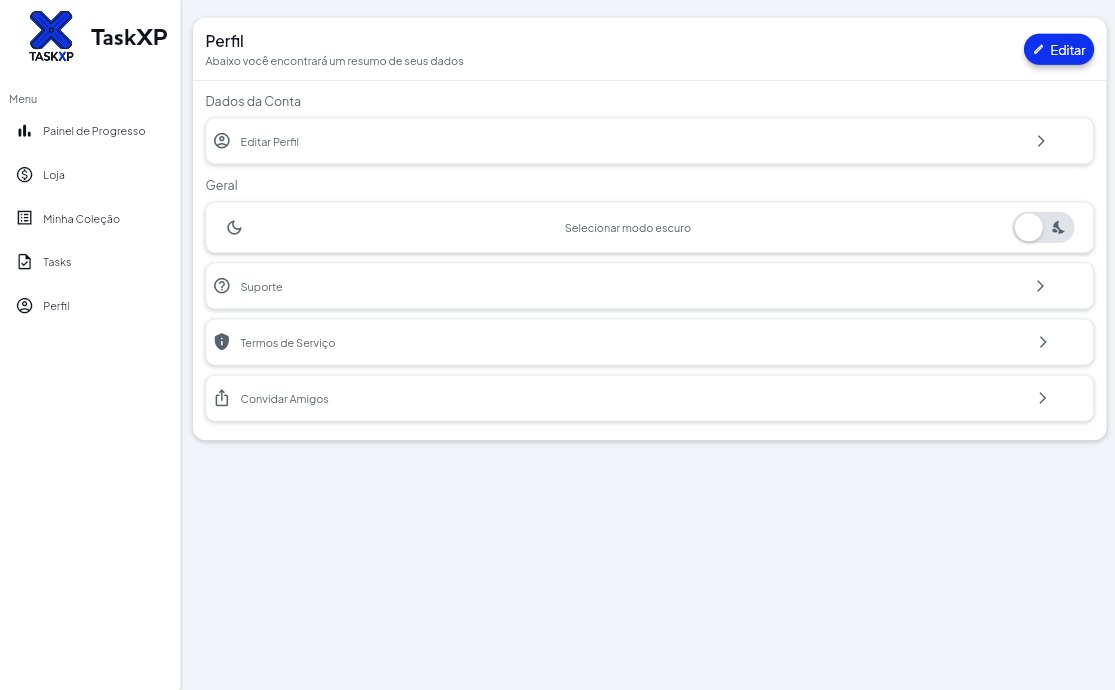 TASKXP
TaskXP
Menu
Painel de Progresso
Loja
Minha Coleção
Tasks
Perfil
Perfil
Abaixo você encontrará um resumo de seus dados
Editar
Dados da Conta
Editar Perfil
Geral
Selecionar modo escuro
Suporte
Termos de Serviço
Convidar Amigos